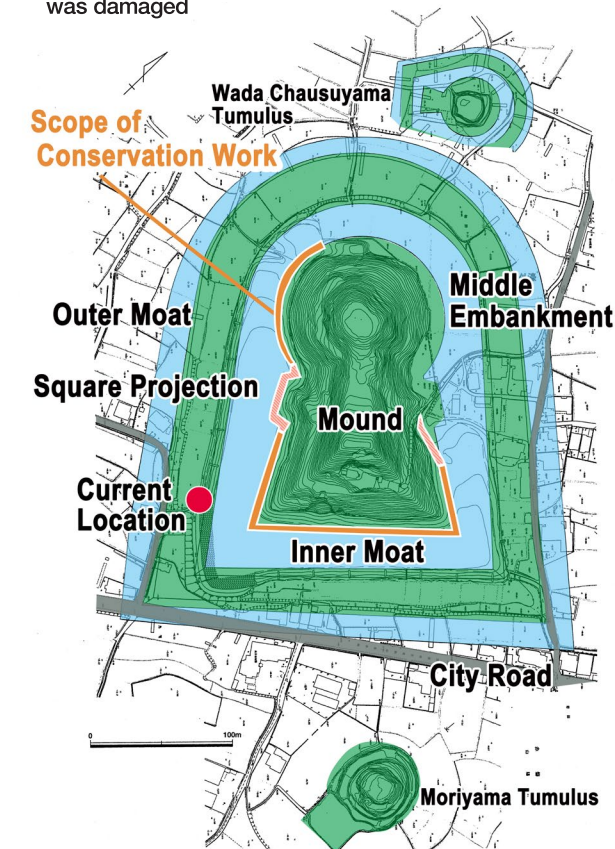 was damaged
Wada Chausuyama
Tumulus
Scope of
Conservation Work
Middle
Embankment
Outer Moat
Square Projection
Mound
Current
Location
Inner Moat
City Road
0 100m
Moriyama Tumulus